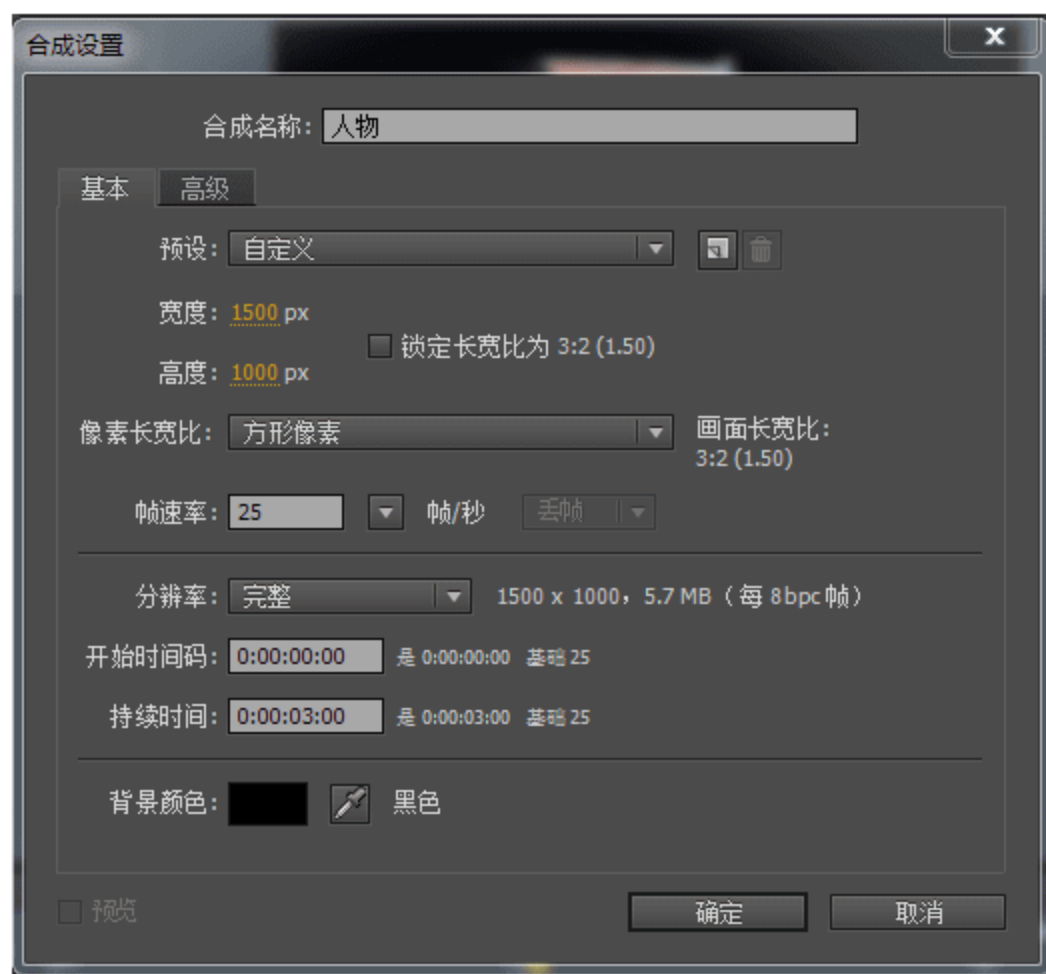 合成设置
合成名称: 人物
基本 高级
预设: 自定义
宽度: 1500 px
锁定长宽比为 3:2 (1.50)
高度: 1000 px
像素长宽比: 方形像素 画面长宽比:
3:2 (1.50)
帧速率: 25 帧/秒 丢帧
分辨率: 完整 1500 x 1000, 5.7 MB (每 8bpc 帧)
开始时间码: 0:00:00:00 是 0:00:00:00 基础 25
持续时间: 0:00:03:00 是 0:00:03:00 基础 25
背景颜色: 黑色
预览 确定 取消